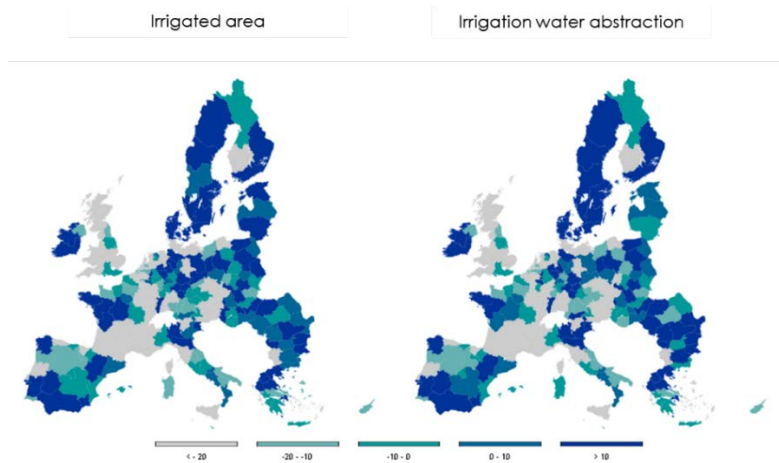 Irrigated area
Irrigation water abstraction
< - 20
-20 - -10
-10 - 0
0 - 10
> 10